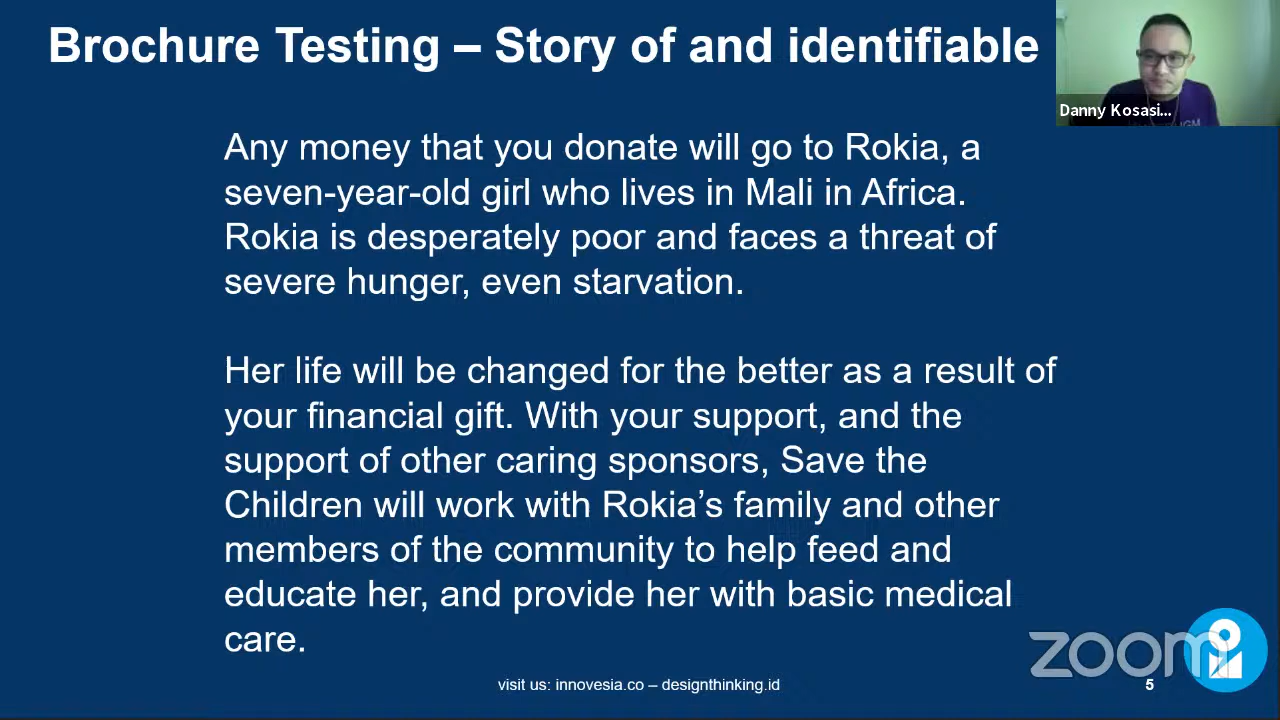 Brochure Testing – Story of and identifiable
Danny Kosasi...
Any money that you donate will go to Rokia, a
seven-year-old girl who lives in Mali in Africa.
Rokia is desperately poor and faces a threat of
severe hunger, even starvation.
Her life will be changed for the better as a result of
your financial gift. With your support, and the
support of other caring sponsors, Save the
Children will work with Rokia’s family and other
members of the community to help feed and
educate her, and provide her with basic medical
care.
zoom
visit us: innovesia.co – designthinking.id
5